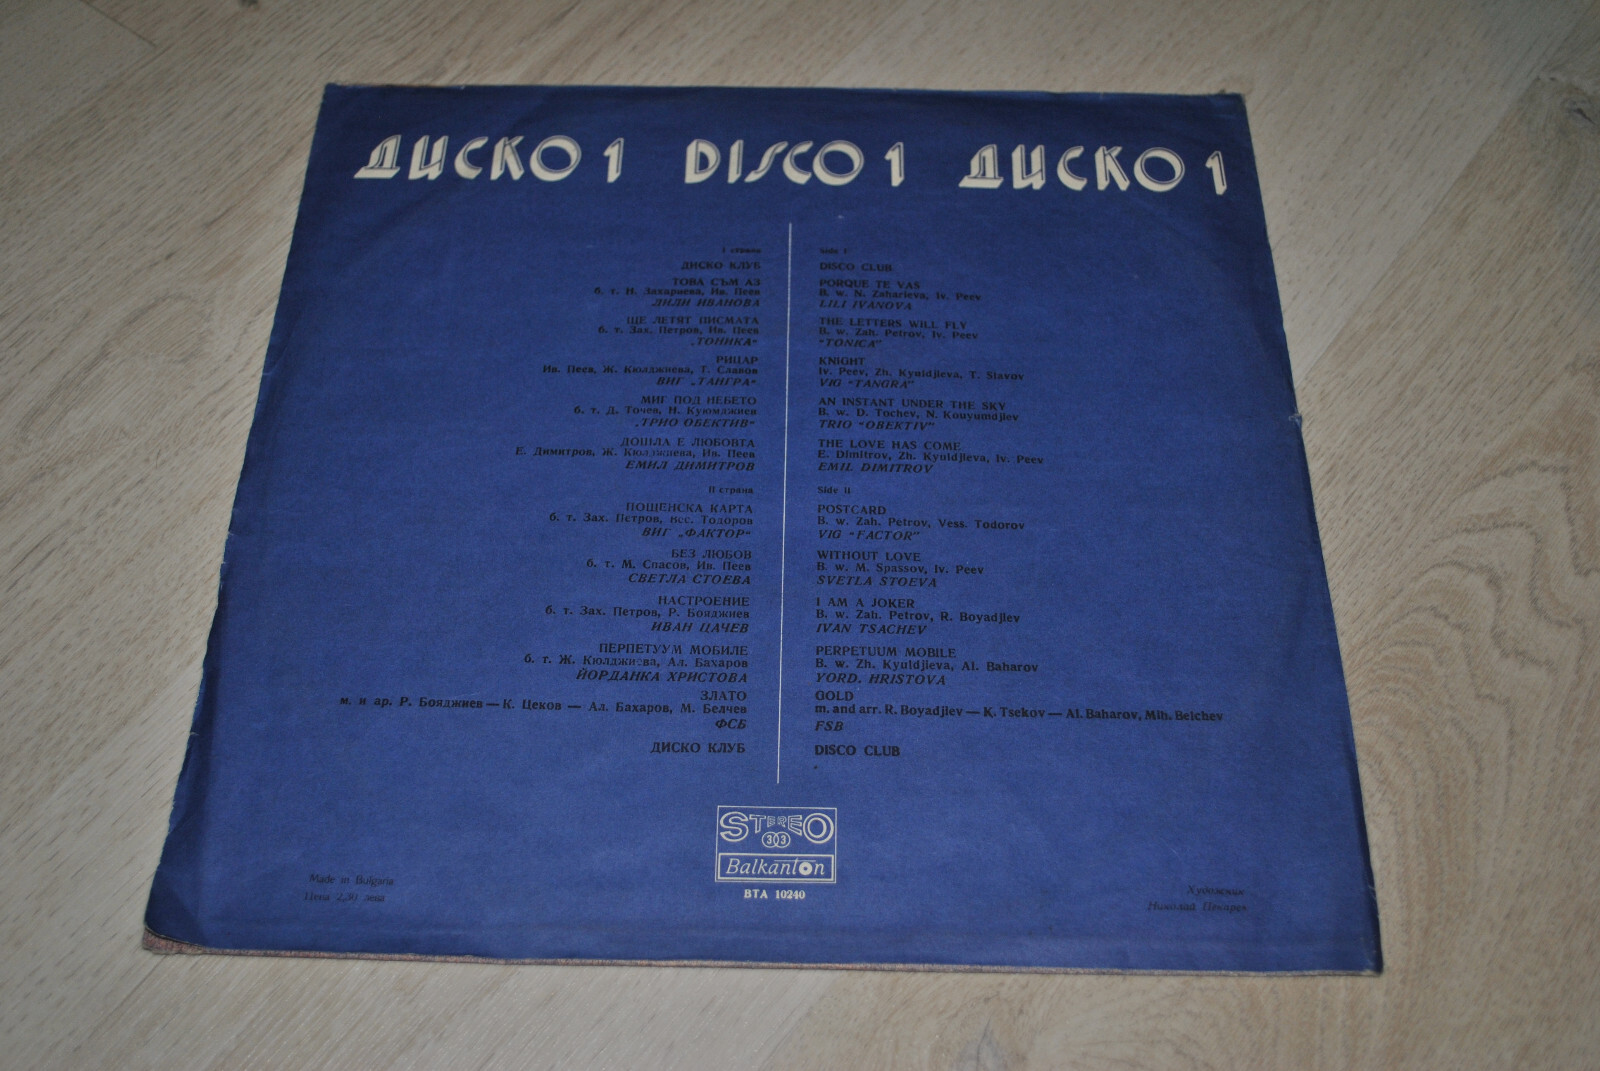 ДИСКО 1 DISCO 1 ДИСКО 1
I страна
ДИСКО КЛУБ
ТОВА СЪМ АЗ
б. т. Н. Захариева, Ив. Пеев
ЛИЛИ ИВАНОВА
ЩЕ ЛЕТЯТ ПИСМАТА
б. т. Зах. Петров, Ив. Пеев
„ТОНИКА“
РИЦАР
Ив. Пеев, Ж. Кюлджиева, Т. Славов
ВИГ „ТАНГРА“
МИГ ПОД НЕБЕТО
б. т. Д. Точев, Н. Куюмджиев
„ТРИО ОБЕКТИВ“
ДОШЛА Е ЛЮБОВТА
Е. Димитров, Ж. Кюлджиева, Ив. Пеев
ЕМИЛ ДИМИТРОВ
II страна
ПОЩЕНСКА КАРТА
б. т. Зах. Петров, Вес. Тодоров
ВИГ „ФАКТОР“
БЕЗ ЛЮБОВ
б. т. М. Спасов, Ив. Пеев
СВЕТЛА СТОЕВА
НАСТРОЕНИЕ
б. т. Зах. Петров, Р. Бояджиев
ИВАН ЦАЧЕВ
ПЕРПЕТУУМ МОБИЛЕ
б. т. Ж. Кюлджиева, Ал. Бахаров
ЙОРДАНКА ХРИСТОВА
ЗЛАТО
м. и ар. Р. Бояджиев — К. Цеков — Ал. Бахаров, М. Белчев
ФСБ
ДИСКО КЛУБ
Side I
DISCO CLUB
PORQUE TE VAS
B. w. N. Zaharieva, Iv. Peev
LILI IVANOVA
THE LETTERS WILL FLY
B. w. Zah. Petrov, Iv. Peev
"TONICA"
KNIGHT
Iv. Peev, Zh. Kyuldjieva, T. Slavov
VIG "TANGRA"
AN INSTANT UNDER THE SKY
B. w. D. Tochev, N. Kouyumdjiev
TRIO "OBEKTIV"
THE LOVE HAS COME
E. Dimitrov, Zh. Kyuldjieva, Iv. Peev
EMIL DIMITROV
Side II
POSTCARD
B. w. Zah. Petrov, Vess. Todorov
VIG "FACTOR"
WITHOUT LOVE
B. w. M. Spassov, Iv. Peev
SVETLA STOEVA
I AM A JOKER
B. w. Zah. Petrov, R. Boyadjiev
IVAN TSACHEV
PERPETUUM MOBILE
B. w. Zh. Kyuldjieva, Al. Baharov
YORD. HRISTOVA
GOLD
m. and arr. R. Boyadjiev — K. Tsekov — Al. Baharov, Mih. Belchev
FSB
DISCO CLUB
STEREO
33
Balkanton
ВТА 10240
Made in Bulgaria
Цена 2,50 лева
Художник
Николай Пекарев